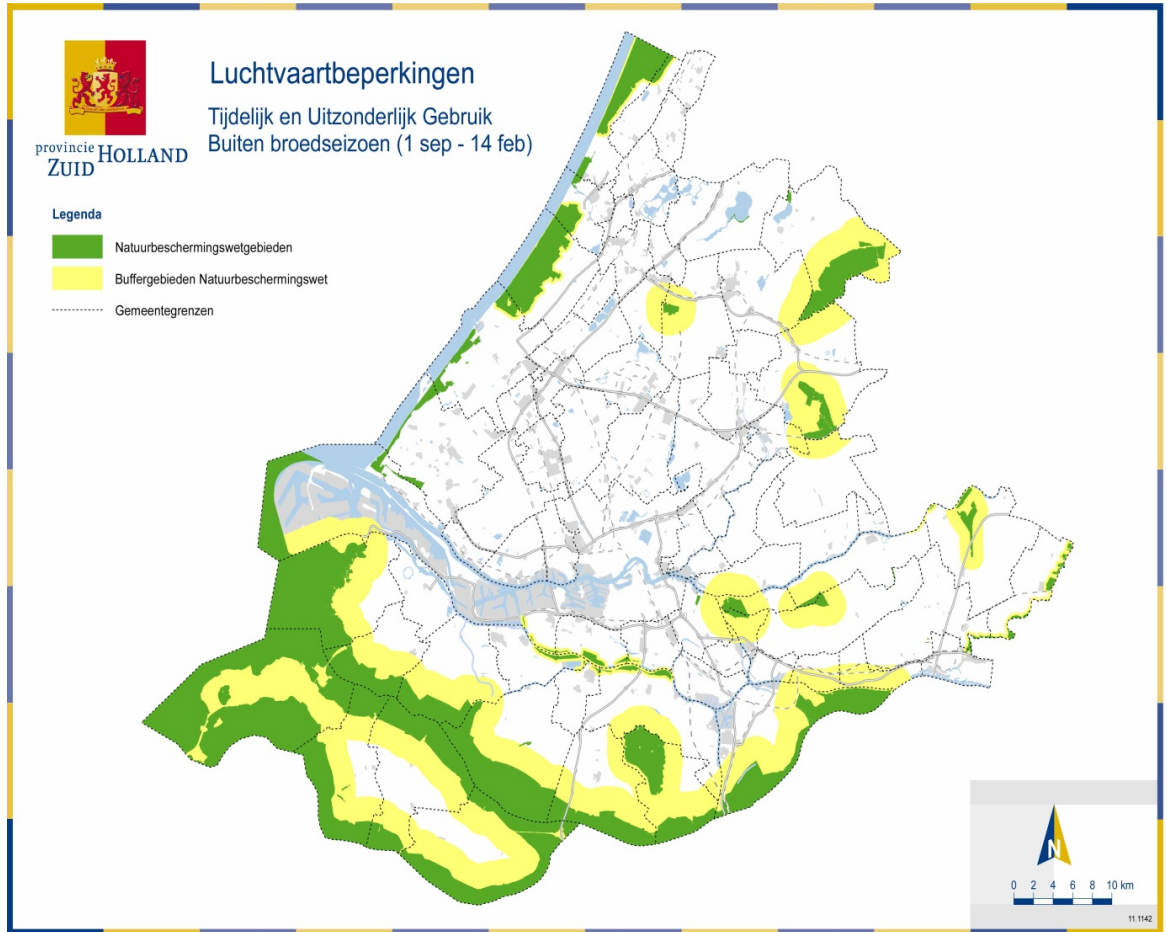 Luchtvaartbeperkingen
Tijdelijk en Uitzonderlijk Gebruik
Buiten broedseizoen (1 sep - 14 feb)
provincie
ZUID HOLLAND
Legenda
Natuurbeschermingswetgebieden
Buffergebieden Natuurbeschermingswet
Gemeentegrenzen
N
0 2 4 6 8 10 km
11.1142